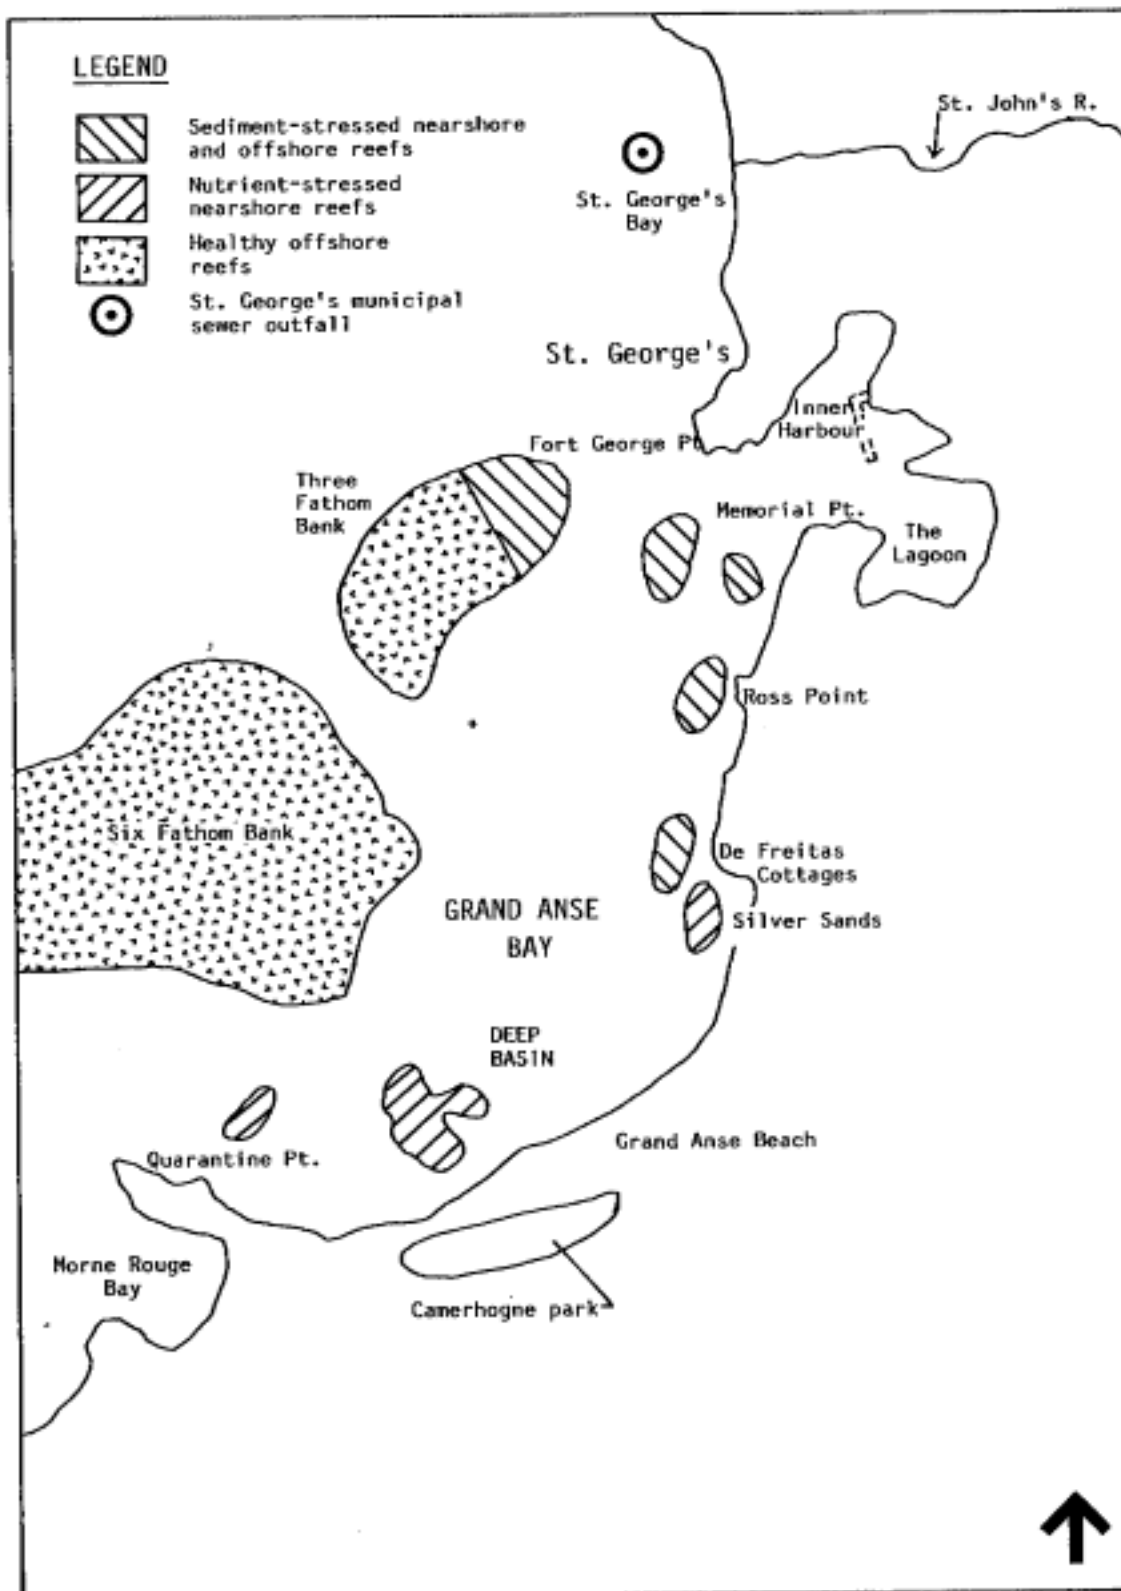 LEGEND
Sediment-stressed nearshore
and offshore reefs
Nutrient-stressed
nearshore reefs
Healthy offshore
reefs
St. George's municipal
sewer outfall
St. John's R.
St. George's
Bay
St. George's
Inner
Harbour
Fort George Pt
Three
Fathom
Bank
Memorial Pt.
The
Lagoon
Ross Point
Six Fathom Bank
De Freitas
Cottages
GRAND ANSE
BAY
Silver Sands
DEEP
BASIN
Grand Anse Beach
Quarantine Pt.
Morne Rouge
Bay
Camerhogne park